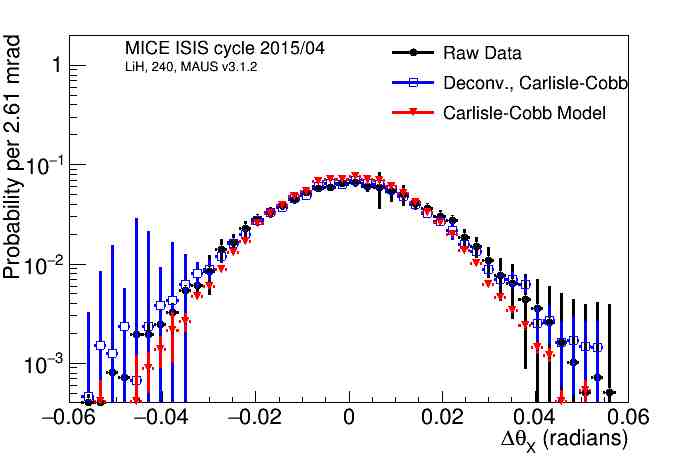 MICE ISIS cycle 2015/04
LiH, 240, MAUS v3.1.2
Raw Data
Deconv., Carlisle-Cobb
Carlisle-Cobb Model
Probability per 2.61 mrad
1
10⁻¹
10⁻²
10⁻³
−0.06 −0.04 −0.02 0 0.02 0.04 0.06
Δθ_X (radians)